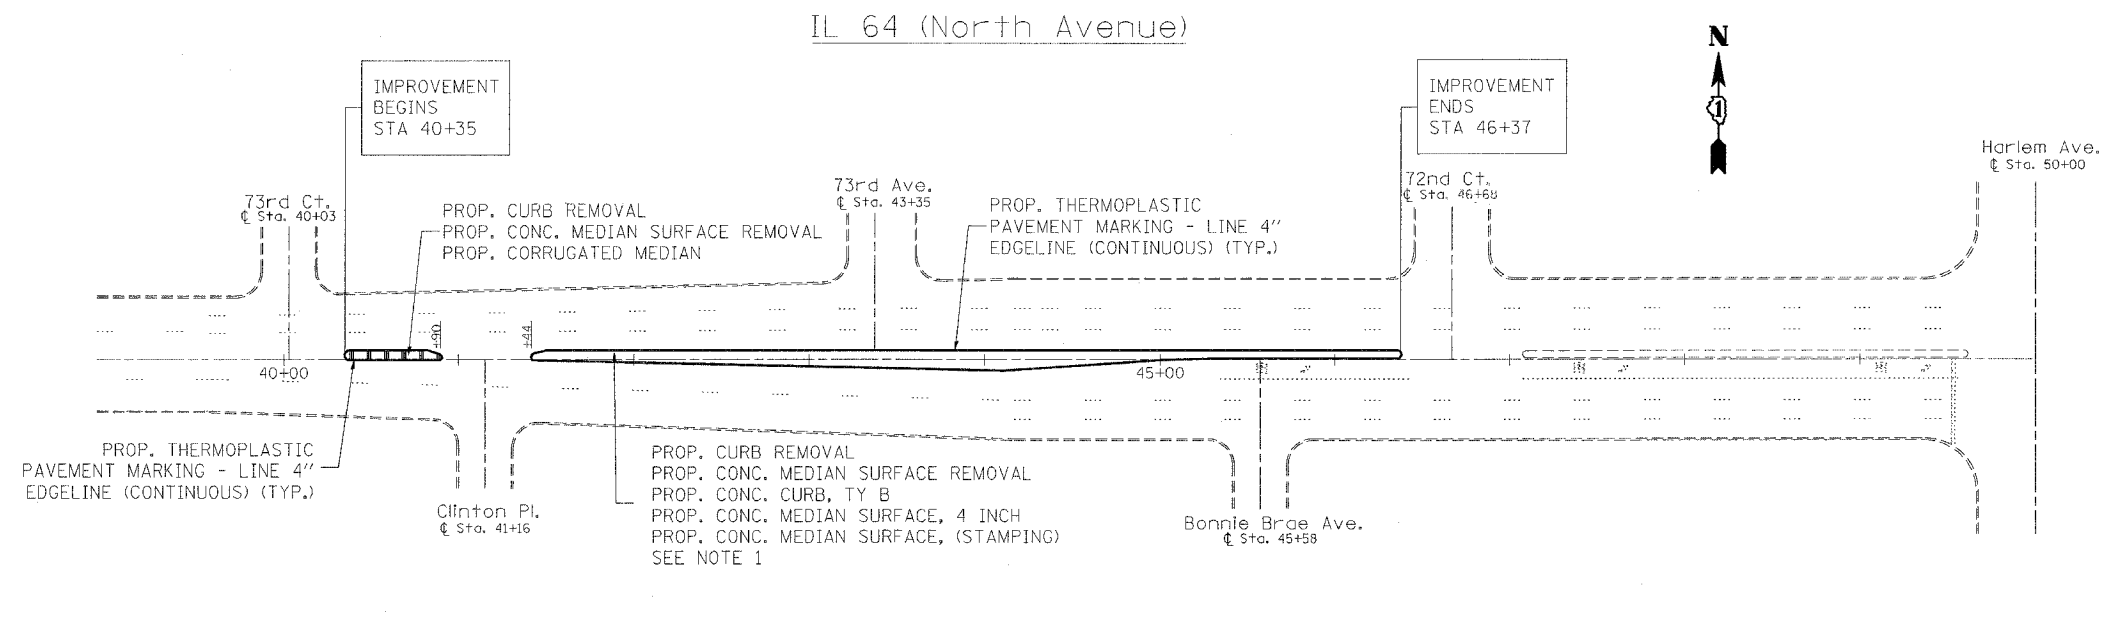 IL 64 (North Avenue)
N
1
IMPROVEMENT
BEGINS
STA 40+35
IMPROVEMENT
ENDS
STA 46+37
Harlem Ave.
℄ Sta. 50+00
73rd Ct.
℄ Sta. 40+03
73rd Ave.
℄ Sta. 43+35
72nd Ct.
℄ Sta. 46+68
PROP. CURB REMOVAL
PROP. CONC. MEDIAN SURFACE REMOVAL
PROP. CORRUGATED MEDIAN
PROP. THERMOPLASTIC
PAVEMENT MARKING - LINE 4"
EDGELINE (CONTINUOUS) (TYP.)
±90
±44
40+00
45+00
PROP. THERMOPLASTIC
PAVEMENT MARKING - LINE 4"
EDGELINE (CONTINUOUS) (TYP.)
PROP. CURB REMOVAL
PROP. CONC. MEDIAN SURFACE REMOVAL
PROP. CONC. CURB, TY B
PROP. CONC. MEDIAN SURFACE, 4 INCH
PROP. CONC. MEDIAN SURFACE, (STAMPING)
SEE NOTE 1
Clinton Pl.
℄ Sta. 41+16
Bonnie Brae Ave.
℄ Sta. 45+58